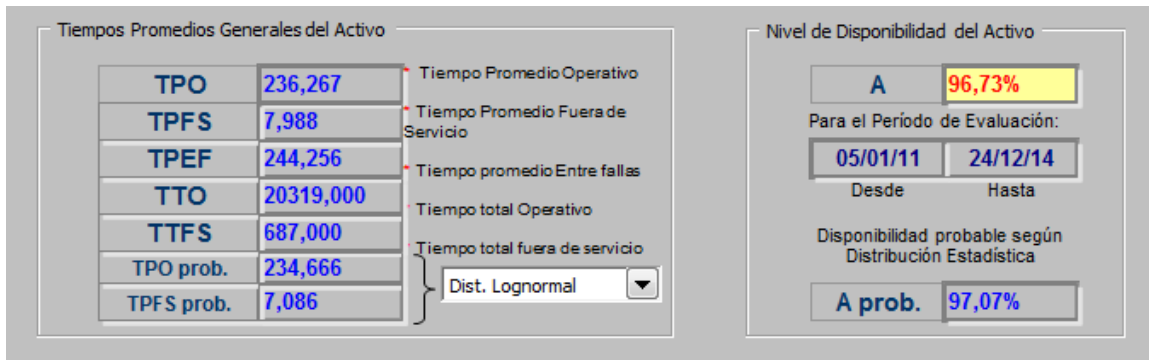 Tiempos Promedios Generales del Activo
TPO 236,267 * Tiempo Promedio Operativo
TPFS 7,988 * Tiempo Promedio Fuera de
Servicio
TPEF 244,256 * Tiempo promedio Entre fallas
TTO 20319,000 * Tiempo total Operativo
TTFS 687,000 * Tiempo total fuera de servicio
TPO prob. 234,666
Dist. Lognormal
TPFS prob. 7,086
Nivel de Disponibilidad del Activo
A 96,73%
Para el Período de Evaluación:
05/01/11 24/12/14
Desde Hasta
Disponibilidad probable según
Distribución Estadística
A prob. 97,07%